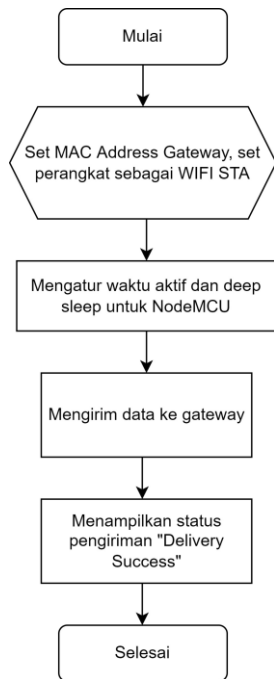 Mulai
Set MAC Address Gateway, set
perangkat sebagai WIFI STA
Mengatur waktu aktif dan deep
sleep untuk NodeMCU
Mengirim data ke gateway
Menampilkan status
pengiriman "Delivery
Success"
Selesai